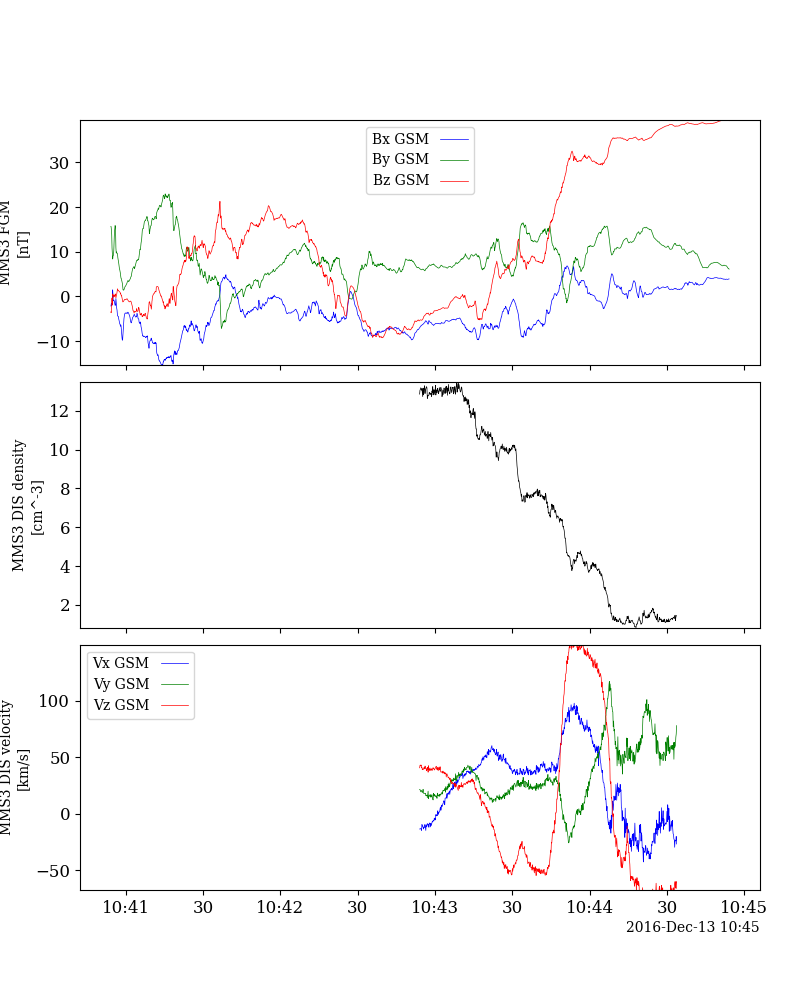 MMS3 FGM
[nT]
30
20
10
0
−10
Bx GSM
By GSM
Bz GSM
MMS3 DIS density
[cm^-3]
12
10
8
6
4
2
MMS3 DIS velocity
[km/s]
100
50
0
−50
Vx GSM
Vy GSM
Vz GSM
10:41 30 10:42 30 10:43 30 10:44 30 10:45
2016-Dec-13 10:45